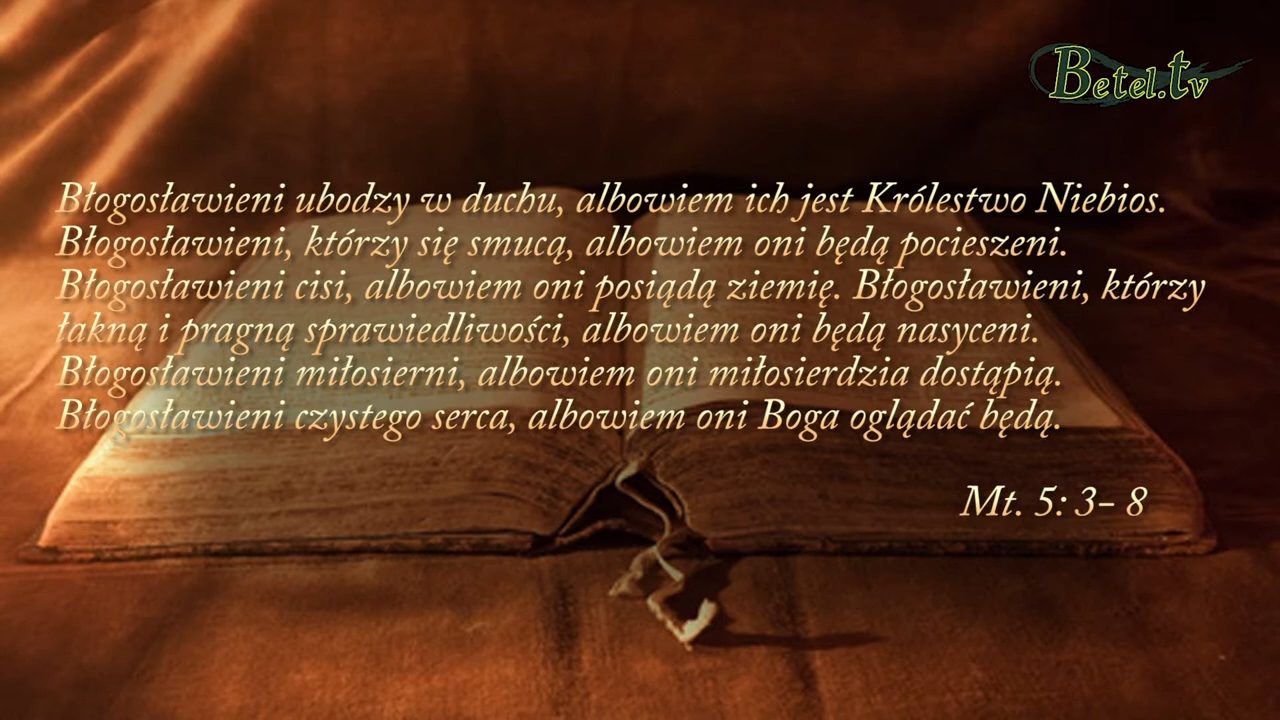 Betel.tv
Błogosławieni ubodzy w duchu, albowiem ich jest Królestwo Niebios.
Błogosławieni, którzy się smucą, albowiem oni będą pocieszeni.
Błogosławieni cisi, albowiem oni posiądą ziemię. Błogosławieni, którzy
łakną i pragną sprawiedliwości, albowiem oni będą nasyceni.
Błogosławieni miłosierni, albowiem oni miłosierdzia dostąpią.
Błogosławieni czystego serca, albowiem oni Boga oglądać będą.
Mt. 5: 3– 8